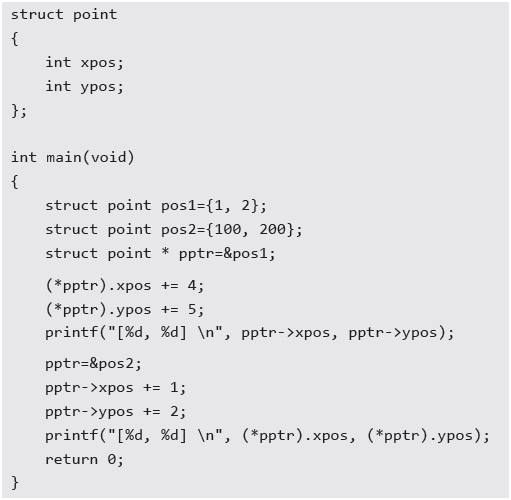 struct point
{
    int xpos;
    int ypos;
};

int main(void)
{
    struct point pos1={1, 2};
    struct point pos2={100, 200};
    struct point * pptr=&pos1;
    (*pptr).xpos += 4;
    (*pptr).ypos += 5;
    printf("[%d, %d] \n", pptr->xpos, pptr->ypos);
    pptr=&pos2;
    pptr->xpos += 1;
    pptr->ypos += 2;
    printf("[%d, %d] \n", (*pptr).xpos, (*pptr).ypos);
    return 0;
}